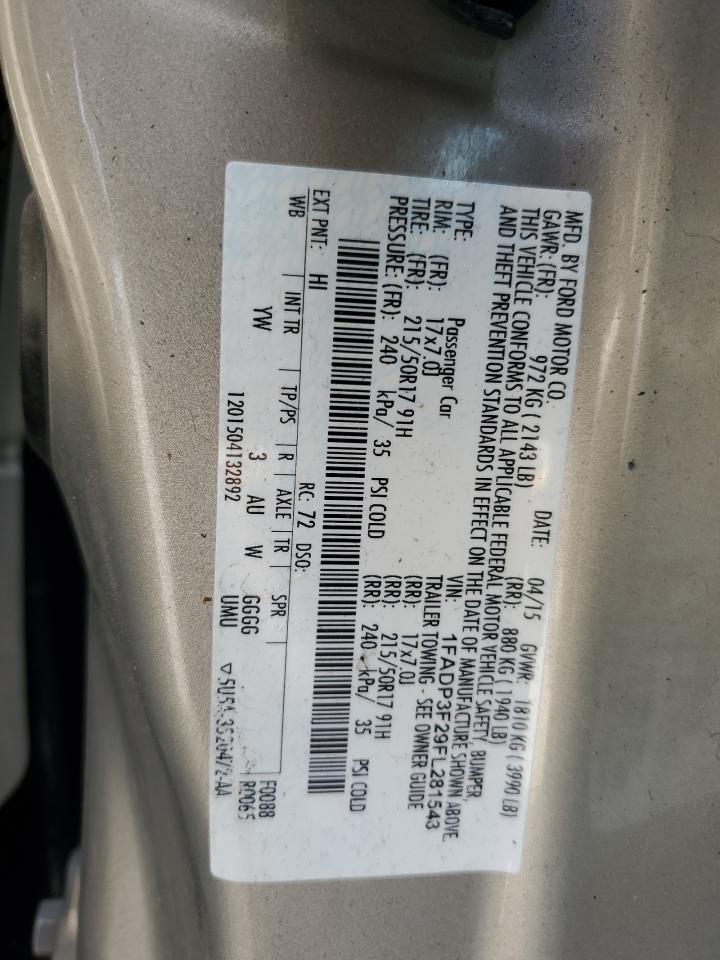 MFD. BY FORD MOTOR CO.
DATE: 04/15 GVWR: 1810 KG ( 3990 LB)
GAWR: (FR): 972 KG ( 2143 LB) (RR): 880 KG ( 1940 LB)
THIS VEHICLE CONFORMS TO ALL APPLICABLE FEDERAL MOTOR VEHICLE SAFETY, BUMPER,
AND THEFT PREVENTION STANDARDS IN EFFECT ON THE DATE OF MANUFACTURE SHOWN ABOVE.
VIN: 1FADP3F29FL281543
TYPE: Passenger Car TRAILER TOWING - SEE OWNER GUIDE
RIM: (FR): 17x7.0J (RR): 17x7.0J
TIRE: (FR): 215/50R17 91H (RR): 215/50R17 91H
PRESSURE: (FR): 240 kPa/ 35 PSI COLD (RR): 240 kPa/ 35 PSI COLD
EXT PNT: HI RC: 72 DSO:
WB INT TR TP/PS R AXLE TR SPR
YW 3 AU W GGGG F0088
1201504132892 UMU R0065